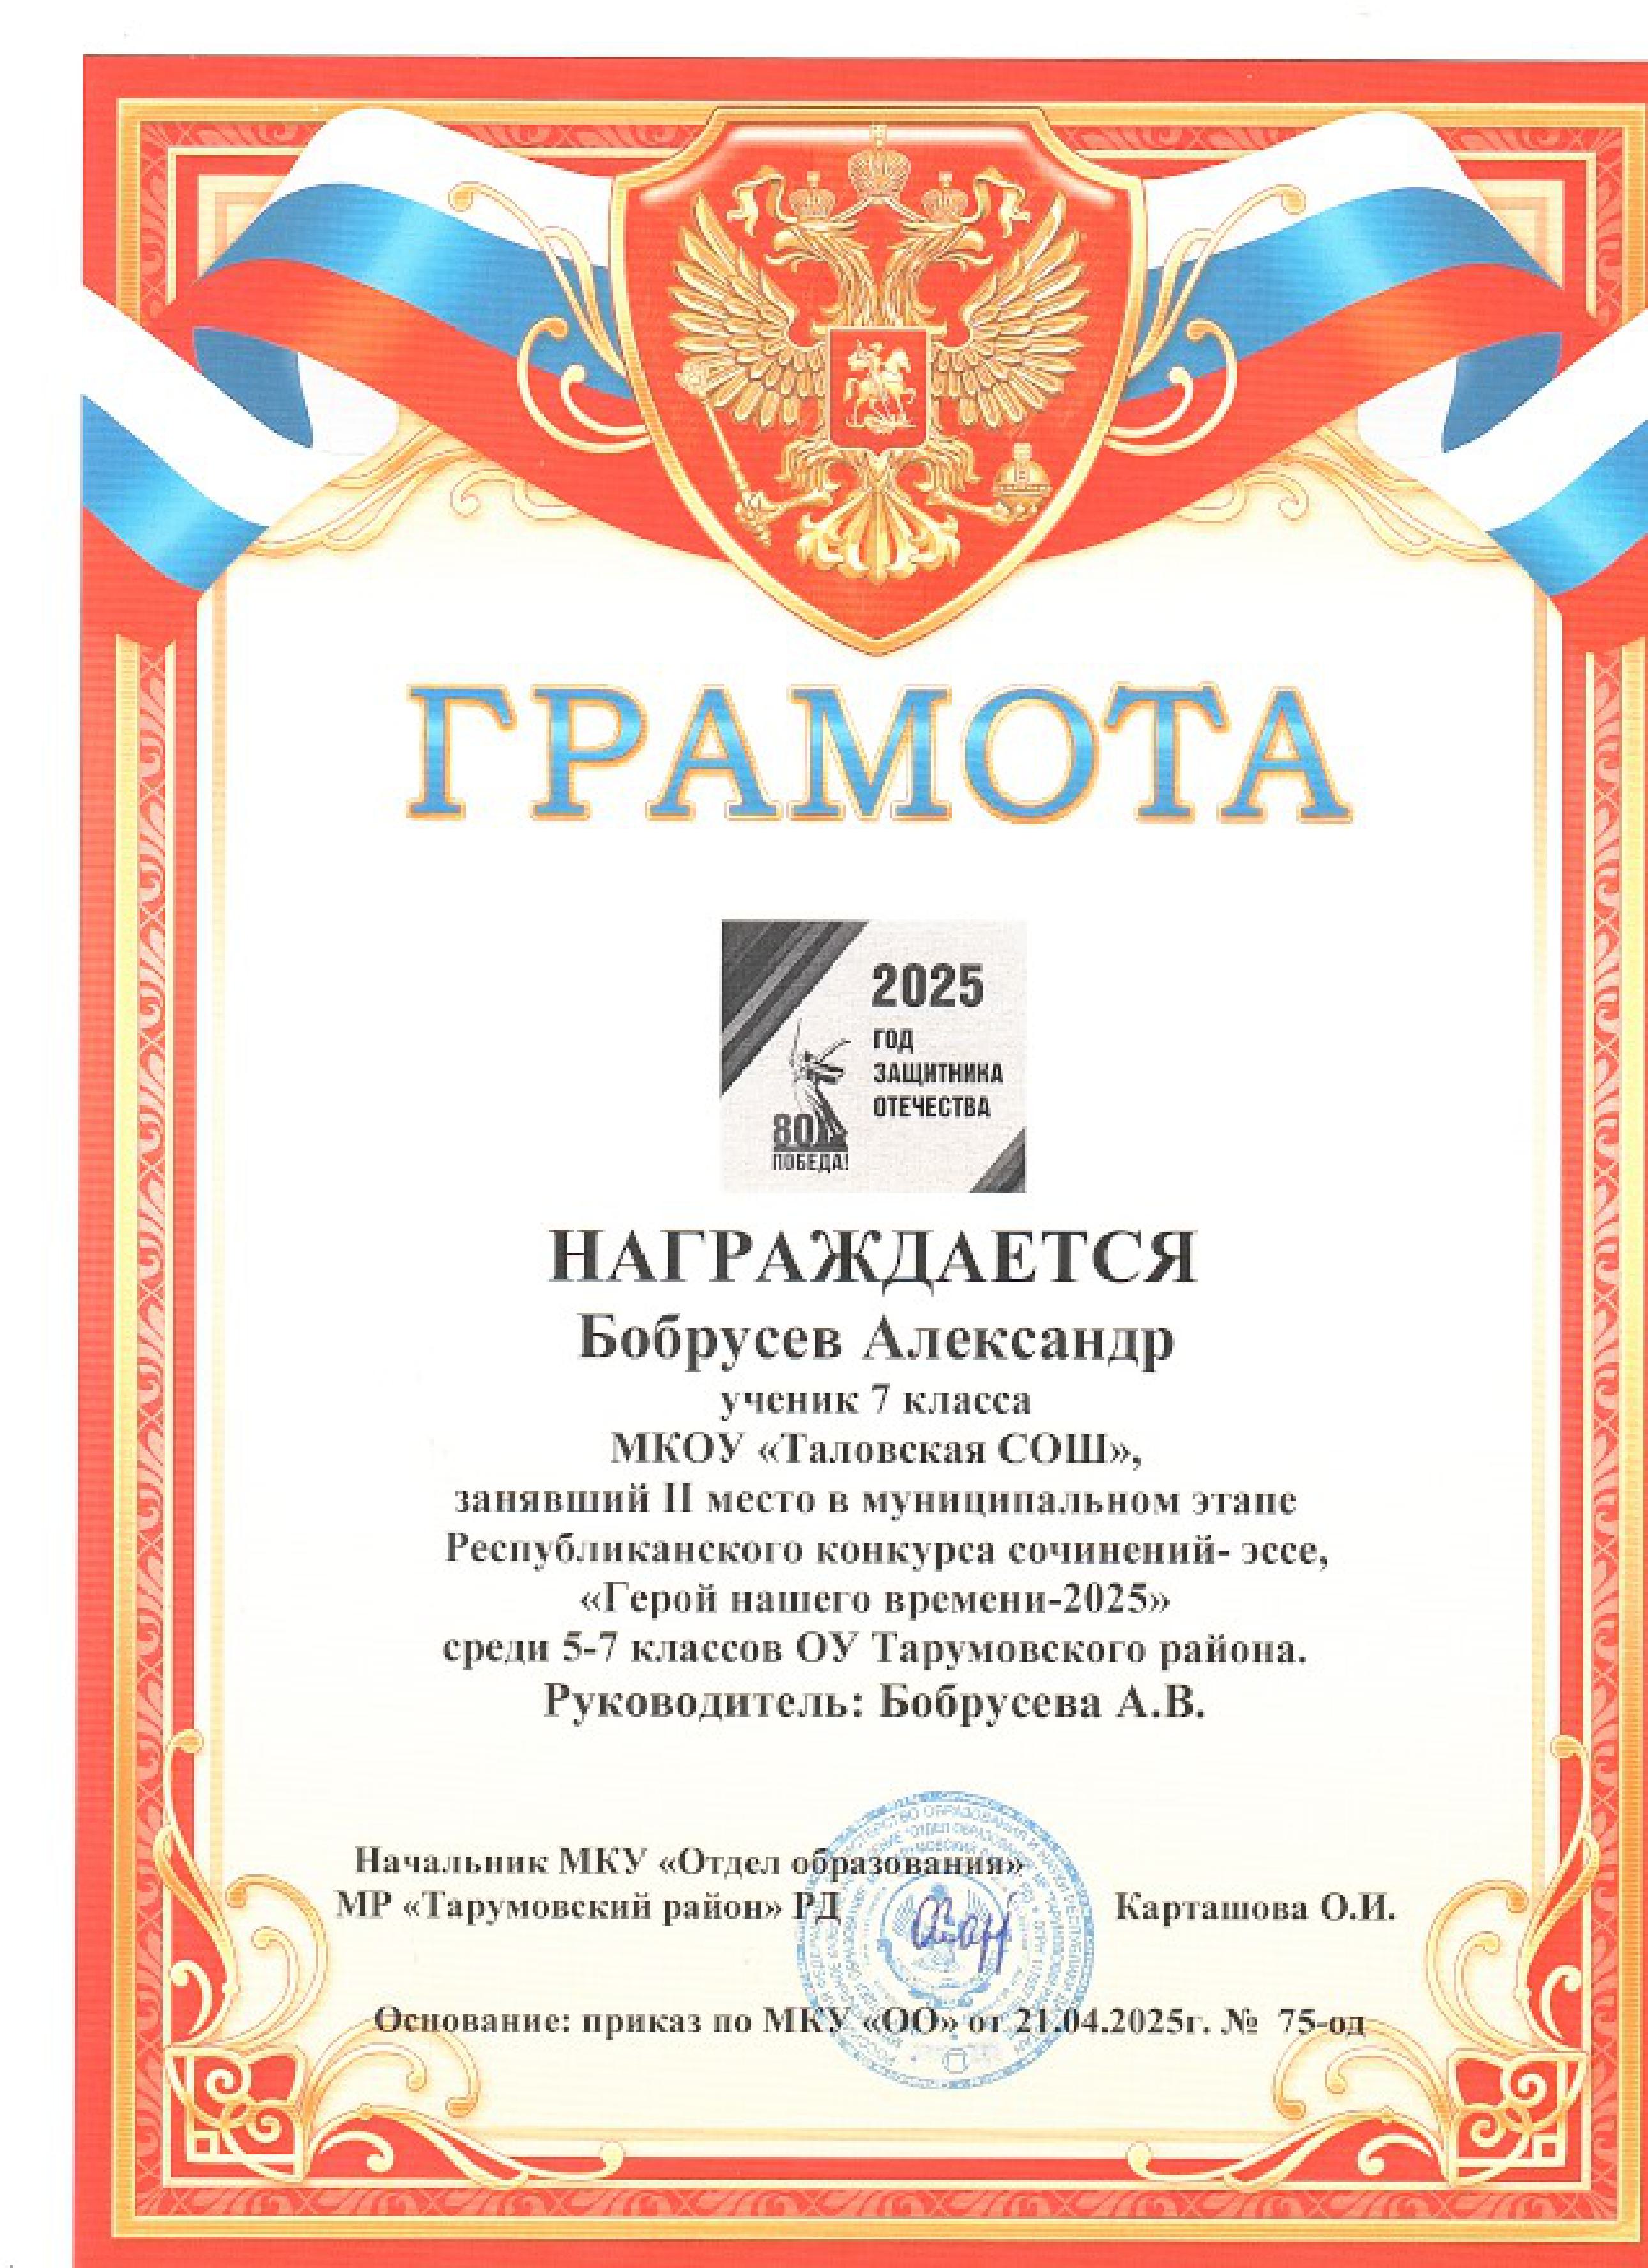 ГРАМОТА
2025
ГОД
ЗАЩИТНИКА
ОТЕЧЕСТВА
80
ПОБЕДА!
НАГРАЖДАЕТСЯ
Бобрусев Александр
ученик 7 класса
МКОУ «Таловская СОШ»,
занявший II место в муниципальном этапе
Республиканского конкурса сочинений- эссе,
«Герой нашего времени-2025»
среди 5-7 классов ОУ Тарумовского района.
Руководитель: Бобрусева А.В.
Начальник МКУ «Отдел образования»
МР «Тарумовский район» РД Карташова О.И.
Основание: приказ по МКУ «ОО» от 21.04.2025г. № 75-од